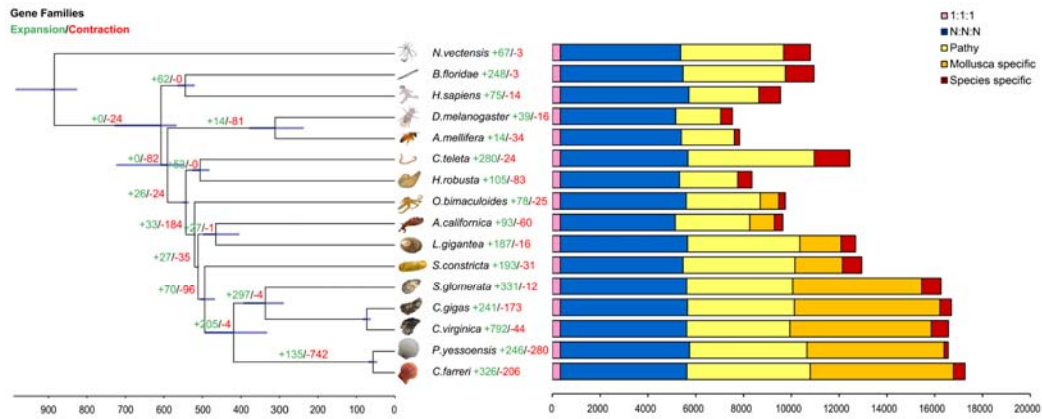 Gene Families
Expansion/Contraction
1:1:1
N:N:N
Pathy
Mollusca specific
Species specific
N.vectensis +67/-3
B.floridae +248/-3
H.sapiens +75/-14
D.melanogaster +39/-16
A.mellifera +14/-34
C.teleta +280/-24
H.robusta +105/-83
O.bimaculoides +78/-25
A.californica +93/-60
L.gigantea +187/-16
S.constricta +193/-31
S.glomerata +331/-12
C.gigas +241/-173
C.virginica +792/-44
P.yessoensis +246/-280
C.farreri +326/-206
+62/-0
+0/-24
+14/-81
+0/-82
+53/-0
+26/-24
+33/-184
+27/-1
+27/-35
+70/-96
+297/-4
+205/-4
+135/-742
900 800 700 600 500 400 300 200 100 0
0 2000 4000 6000 8000 10000 12000 14000 16000 18000 20000